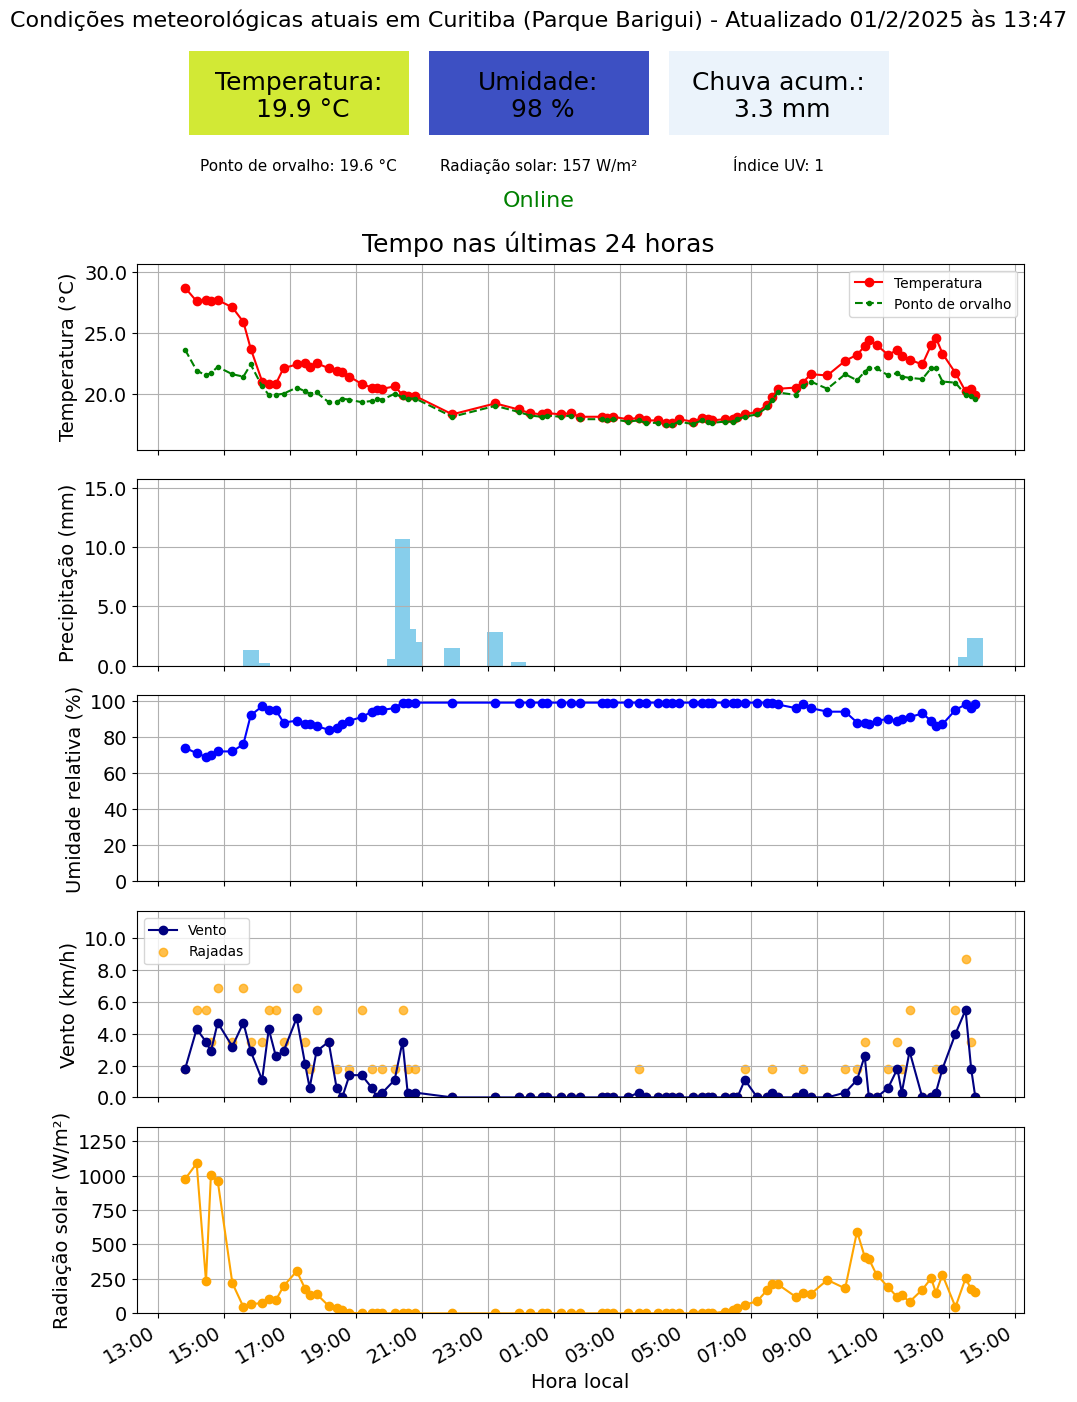 Condições meteorológicas atuais em Curitiba (Parque Barigui) - Atualizado 01/2/2025 às 13:47
Temperatura:
19.9 °C
Umidade:
98 %
Chuva acum.:
3.3 mm
Ponto de orvalho: 19.6 °C
Radiação solar: 157 W/m²
Índice UV: 1
Online
Tempo nas últimas 24 horas
Temperatura (°C)
30.0
25.0
20.0
Temperatura
Ponto de orvalho
Precipitação (mm)
15.0
10.0
5.0
0.0
Umidade relativa (%)
100
80
60
40
20
0
Vento (km/h)
10.0
8.0
6.0
4.0
2.0
0.0
Vento
Rajadas
Radiação solar (W/m²)
1250
1000
750
500
250
0
13:00
15:00
17:00
19:00
21:00
23:00
01:00
03:00
05:00
07:00
09:00
11:00
13:00
15:00
Hora local